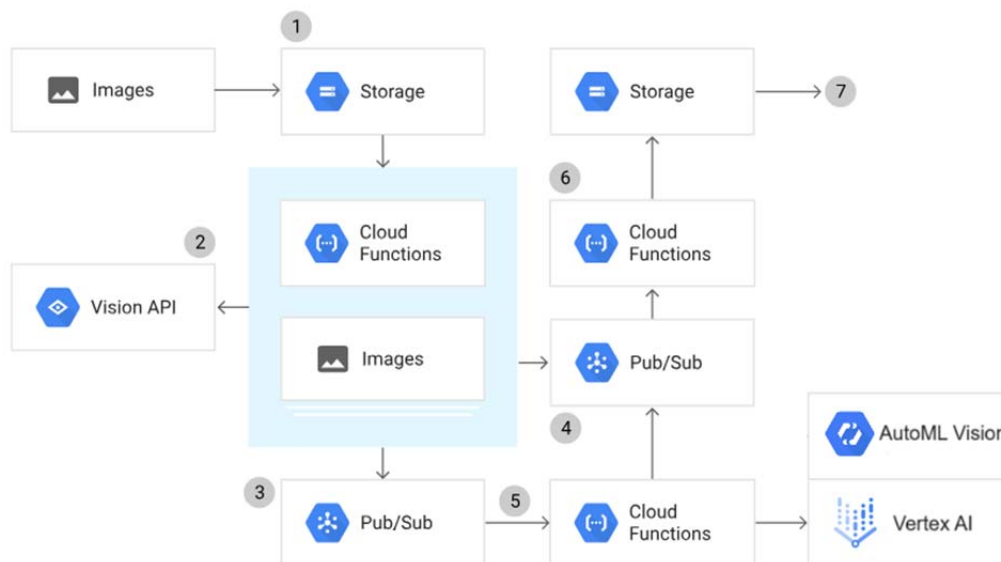 1
Images
Storage
Storage
7
6
Cloud
Functions
Cloud
Functions
2
Vision API
Images
Pub/Sub
4
AutoML Vision
3
Pub/Sub
5
Cloud
Functions
Vertex AI